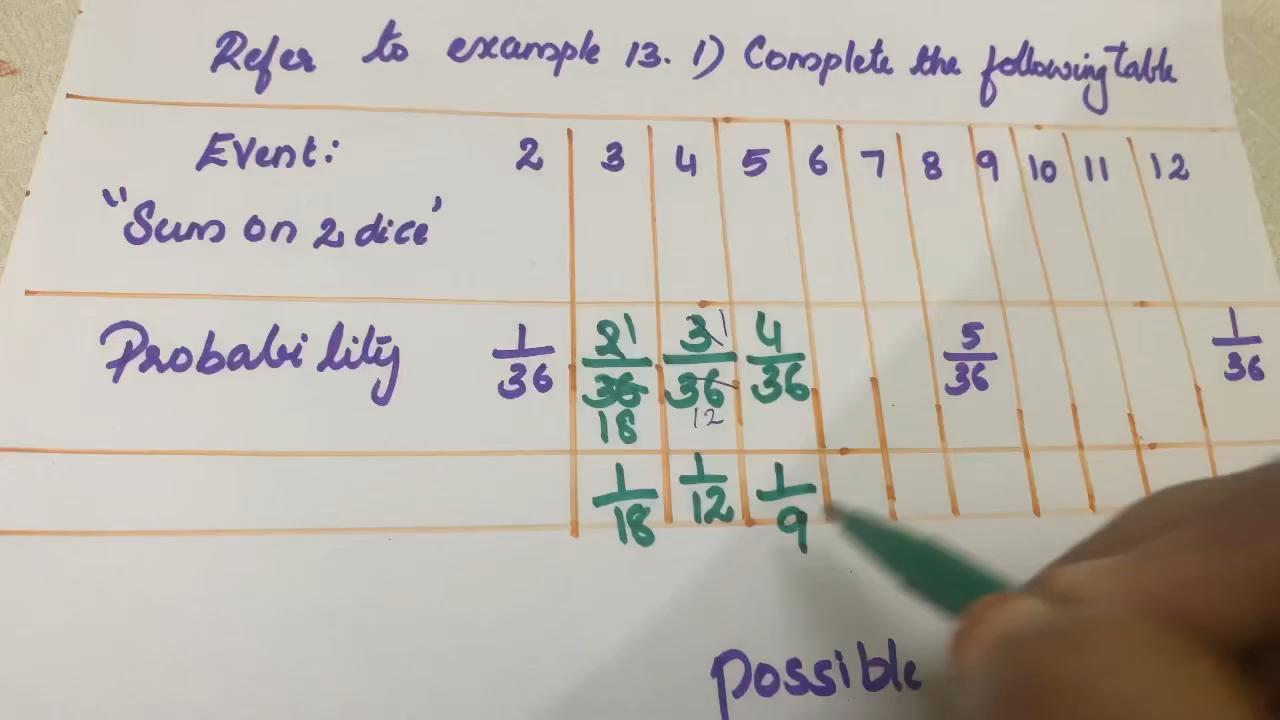 Refer to example 13. 1) Complete the following table
Event: 2 3 4 5 6 7 8 9 10 11 12
"Sum on 2 dice"
Probability 1/36 2/36 3/36 4/36 5/36 1/36
1 18 1 12
1/18 1/12 1/9
possible